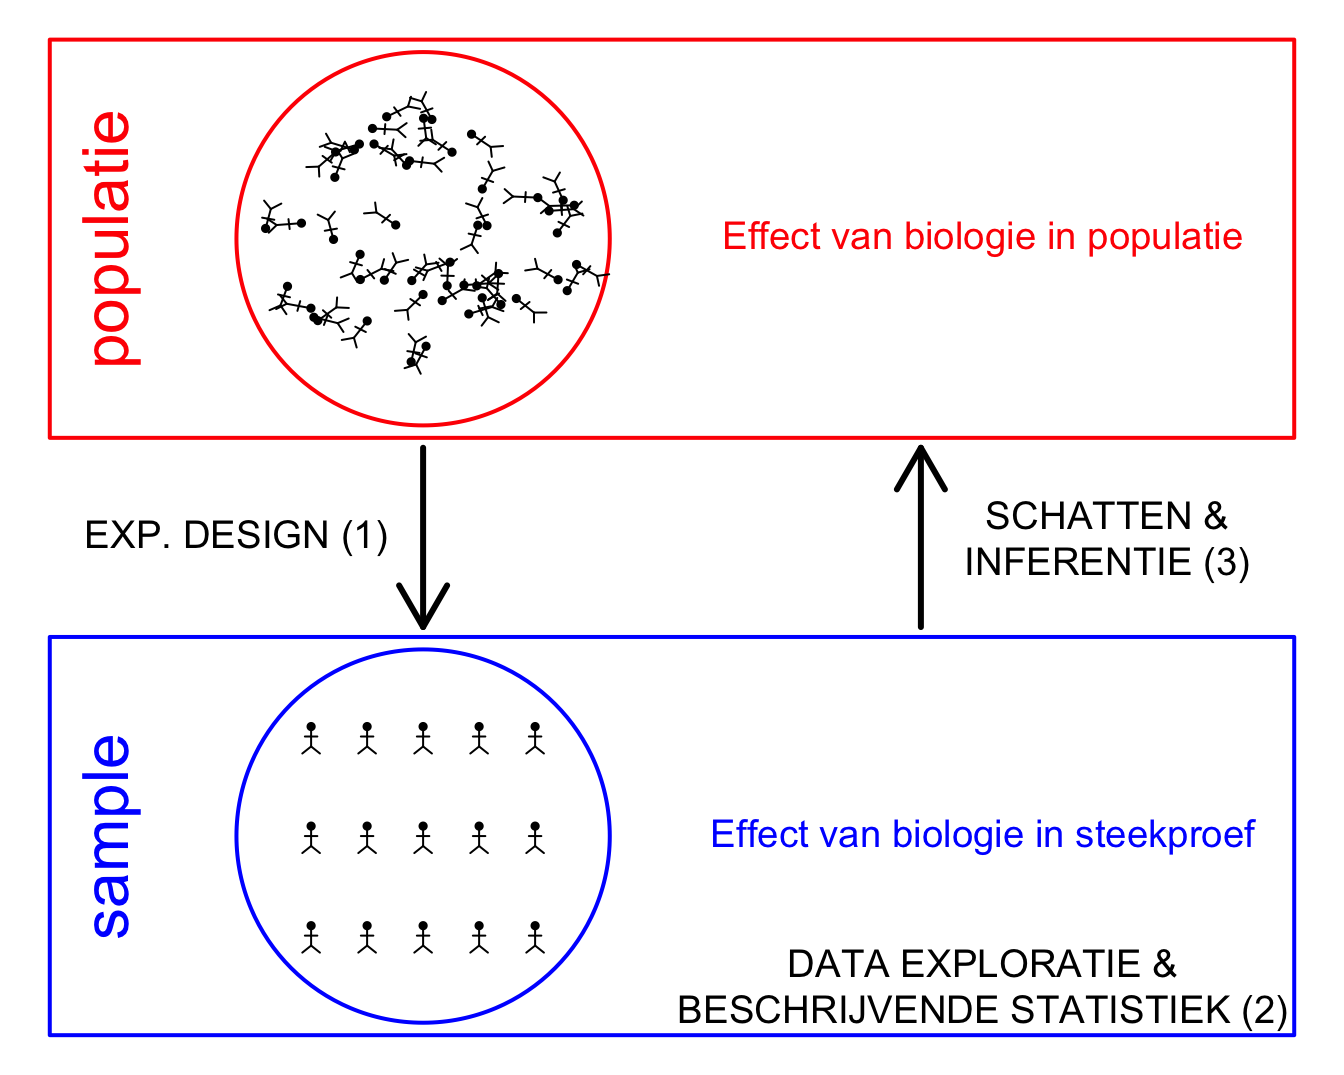 populatie
Effect van biologie in populatie
EXP. DESIGN (1)
SCHATTEN &
INFERENTIE (3)
sample
Effect van biologie in steekproef
DATA EXPLORATIE &
BESCHRIJVENDE STATISTIEK (2)